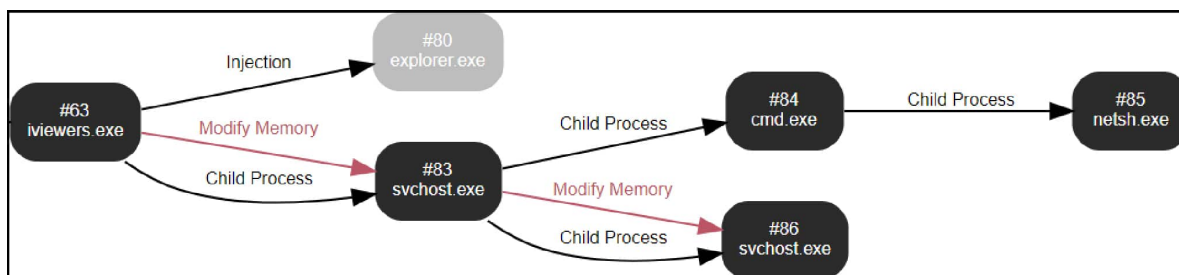 #80
explorer.exe
Injection
#63
iviewers.exe
Modify Memory
Child Process
#83
svchost.exe
Child Process
#84
cmd.exe
Child Process
#85
netsh.exe
Modify Memory
Child Process
#86
svchost.exe